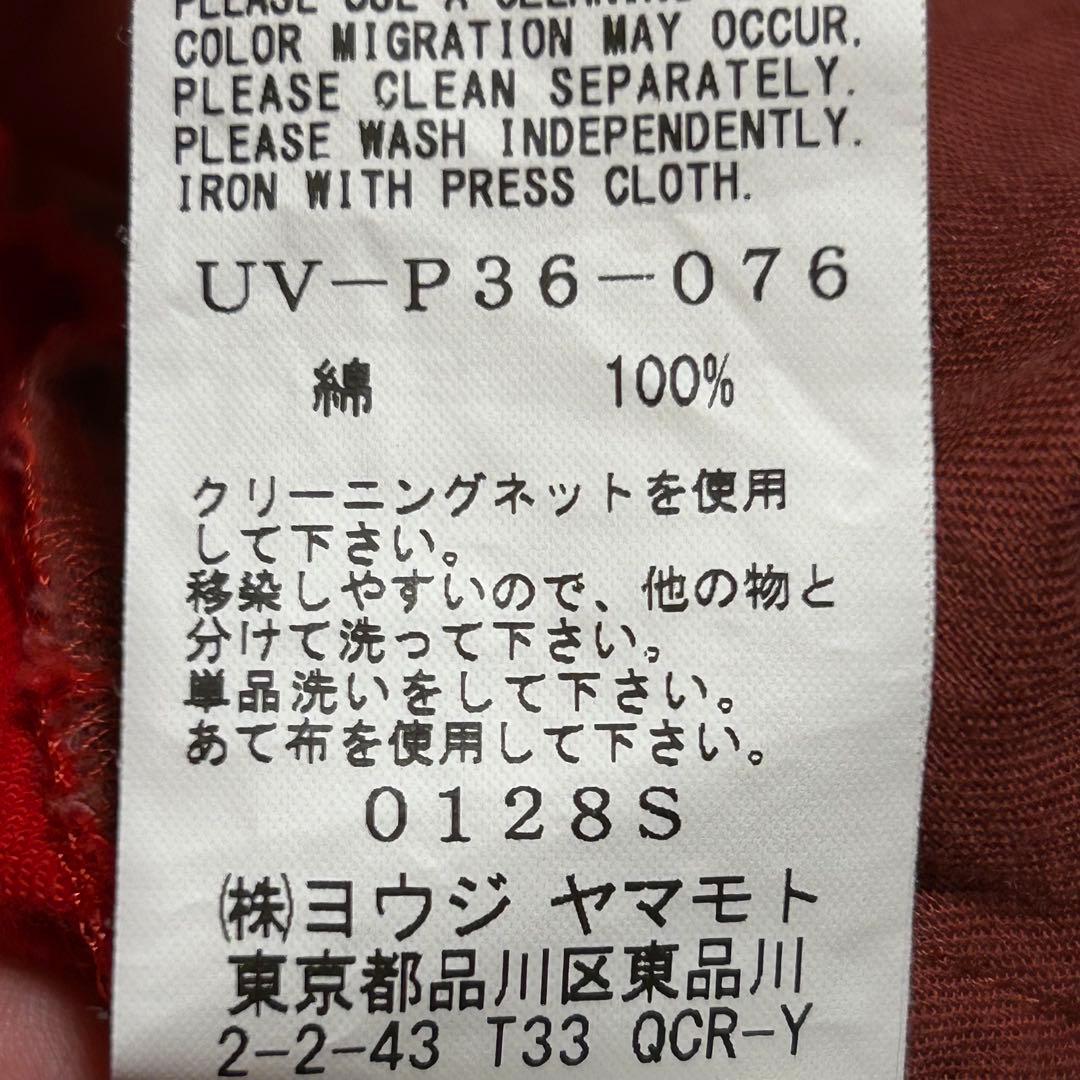 PLEASE USE A CLEANING
COLOR MIGRATION MAY OCCUR.
PLEASE CLEAN SEPARATELY.
PLEASE WASH INDEPENDENTLY.
IRON WITH PRESS CLOTH.
UV-P36-076
綿 100%
クリーニングネットを使用
して下さい。
移染しやすいので、他の物と
分けて洗って下さい。
単品洗いをして下さい。
あて布を使用して下さい。
0128S
㈱ヨウジ ヤマモト
東京都品川区東品川
2-2-43 T33 QCR-Y